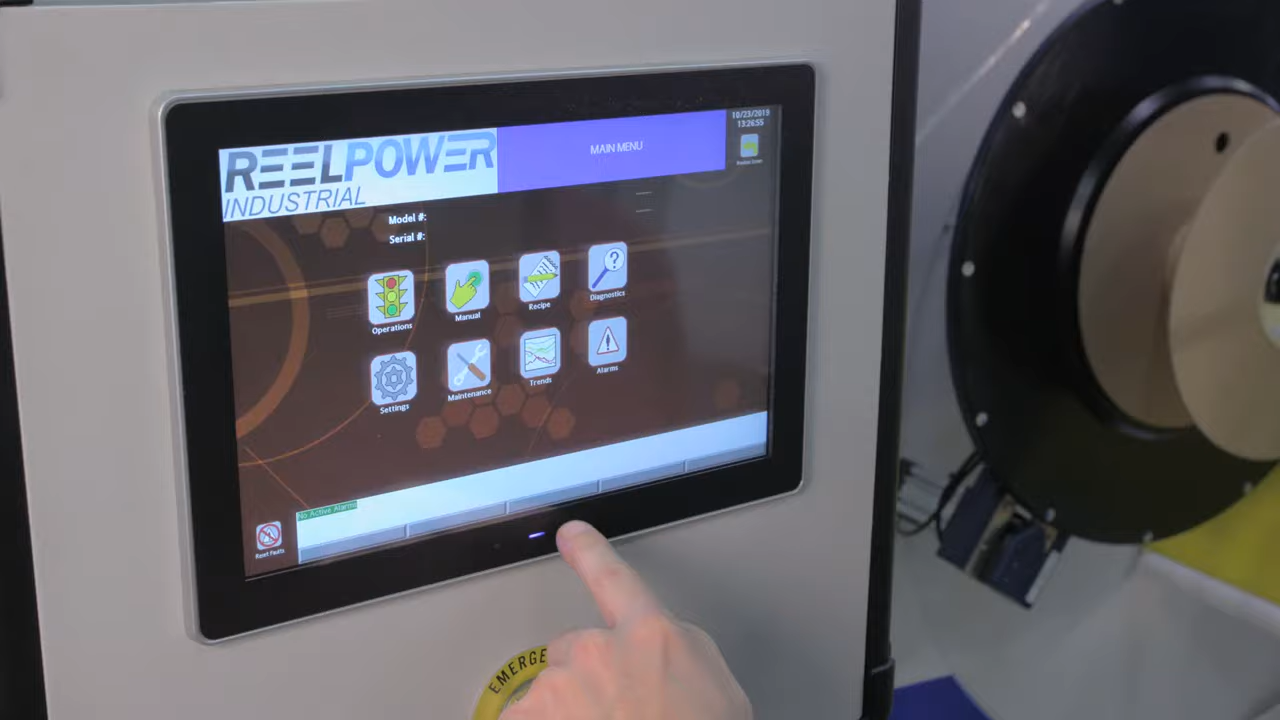 REELPOWER
INDUSTRIAL
MAIN MENU
10/23/2019
13:26:55
Model #:
Serial #:
Operations
Manual
Recipe
Diagnostics
Settings
Maintenance
Trends
Alarms
No Active Alarms
Reset Faults
EMERGE